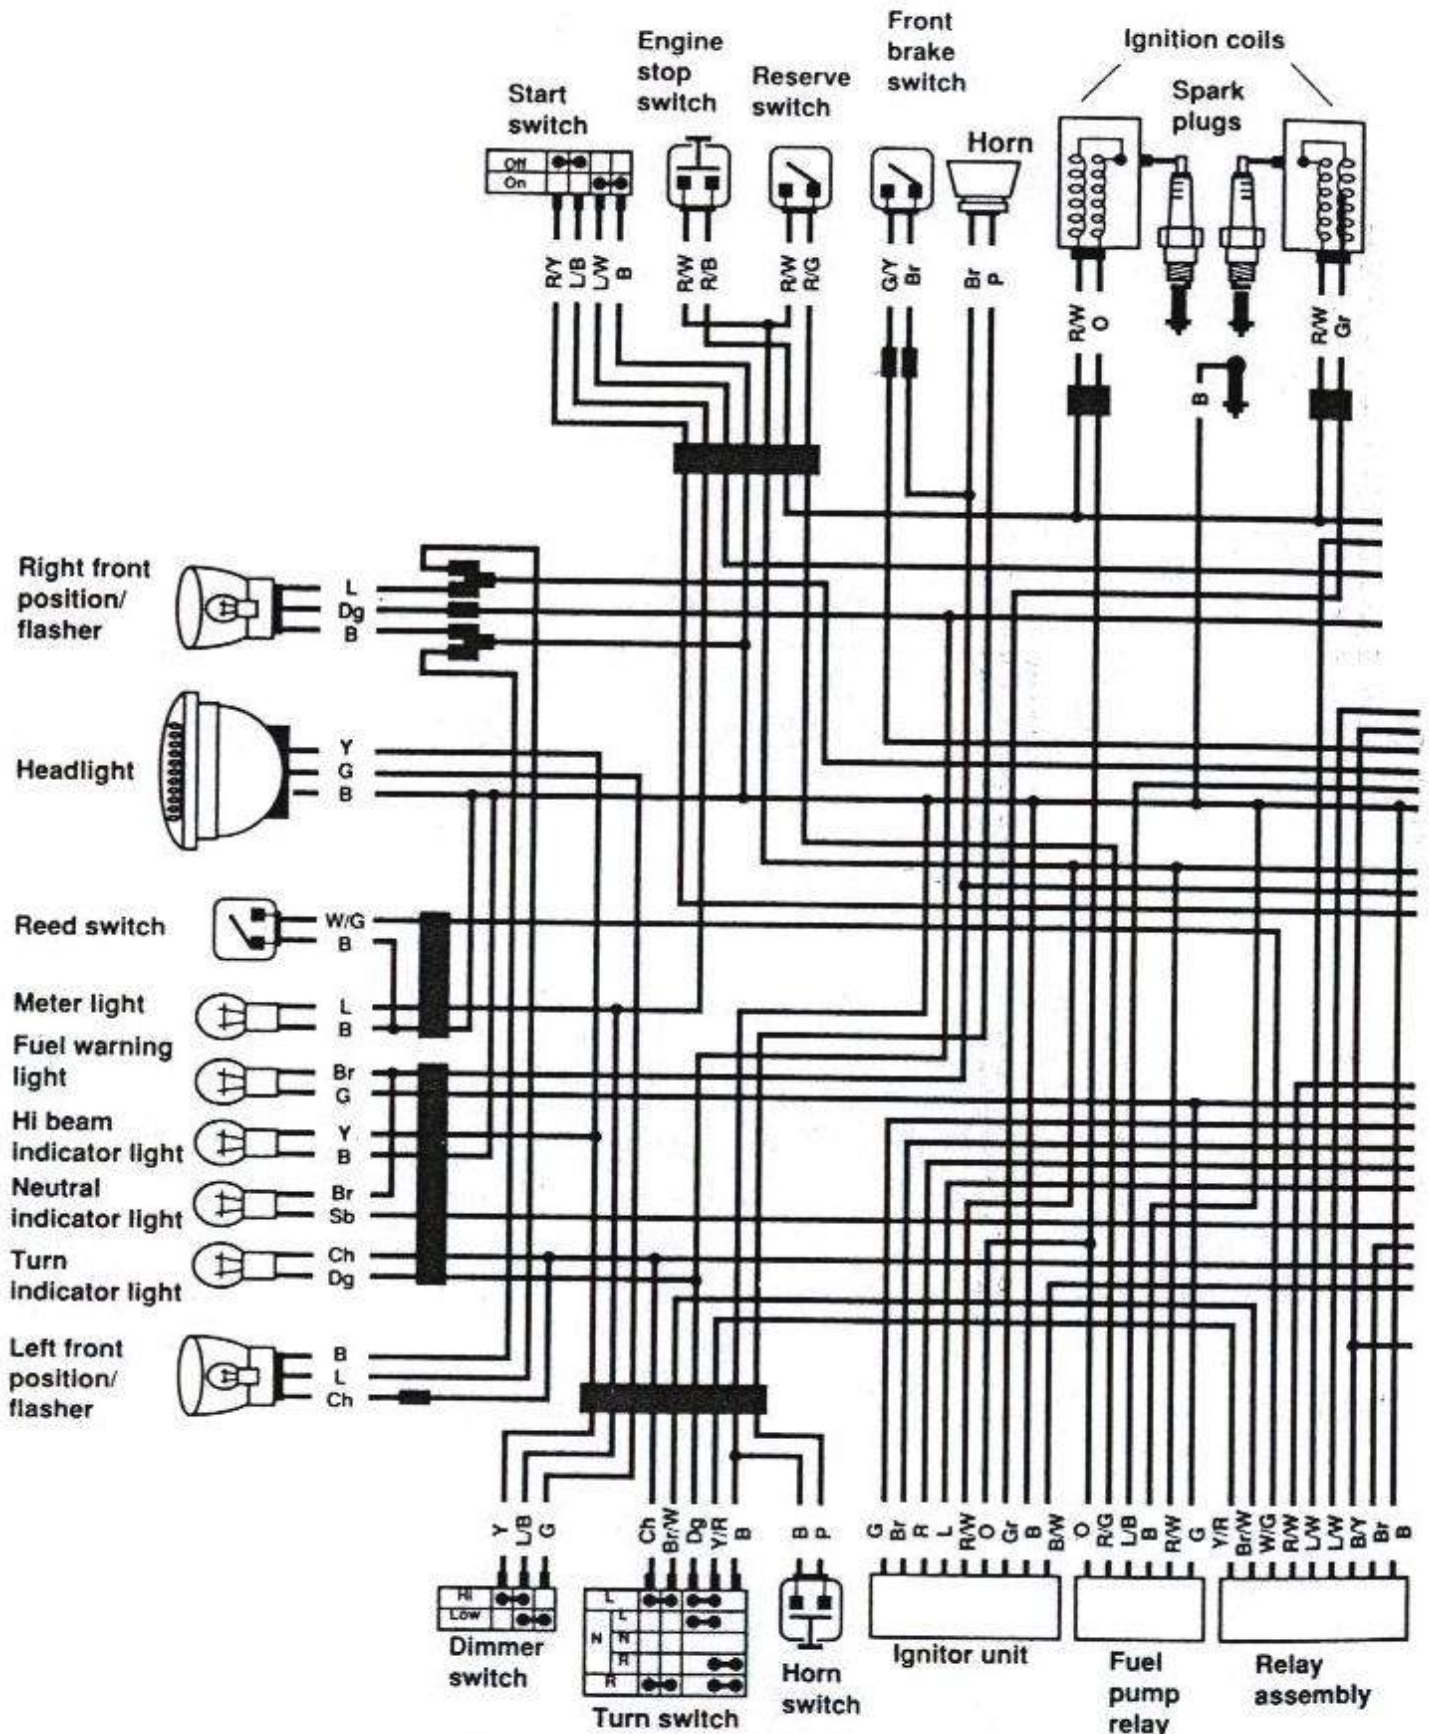 Engine
stop
switch
Front
brake
switch
Ignition coils
Start
switch
Reserve
switch
Spark
plugs
Horn
Off
On
R/Y
L/B
L/W
B
R/W
R/B
R/W
R/G
G/Y
Br
Br
P
R/W
O
R/W
Gr
B
Right front
position/
flasher
L
Dg
B
Headlight
Y
G
B
Reed switch
W/G
B
Meter light
L
B
Fuel warning
light
Br
G
Hi beam
indicator light
Y
B
Neutral
indicator light
Br
Sb
Turn
indicator light
Ch
Dg
Left front
position/
flasher
B
L
Ch
Y
L/B
G
Ch
Br/W
Dg
Y/R
B
B
P
G
Br
R
L
R/W
O
Gr
B
B/W
O
R/G
L/B
B
R/W
G
Y/R
Br/W
W/G
R/W
L/W
L/W
B/Y
Br
B
Hi
Low
Dimmer
switch
L
L
N
N
R
R
Turn switch
Horn
switch
Ignitor unit
Fuel
pump
relay
Relay
assembly